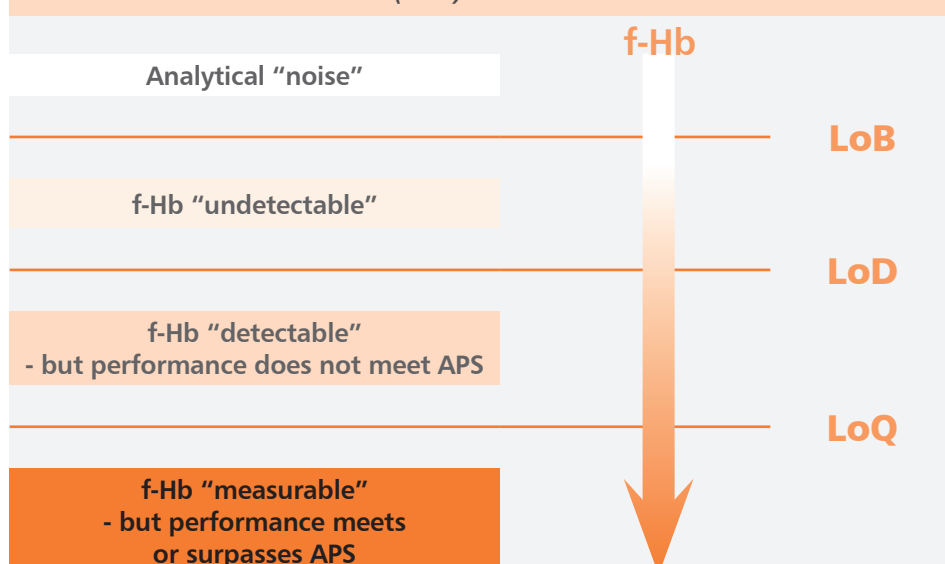 f-Hb
Analytical “noise”
LoB
f-Hb “undetectable”
LoD
f-Hb “detectable”
- but performance does not meet APS
LoQ
f-Hb “measurable”
- but performance meets
or surpasses APS